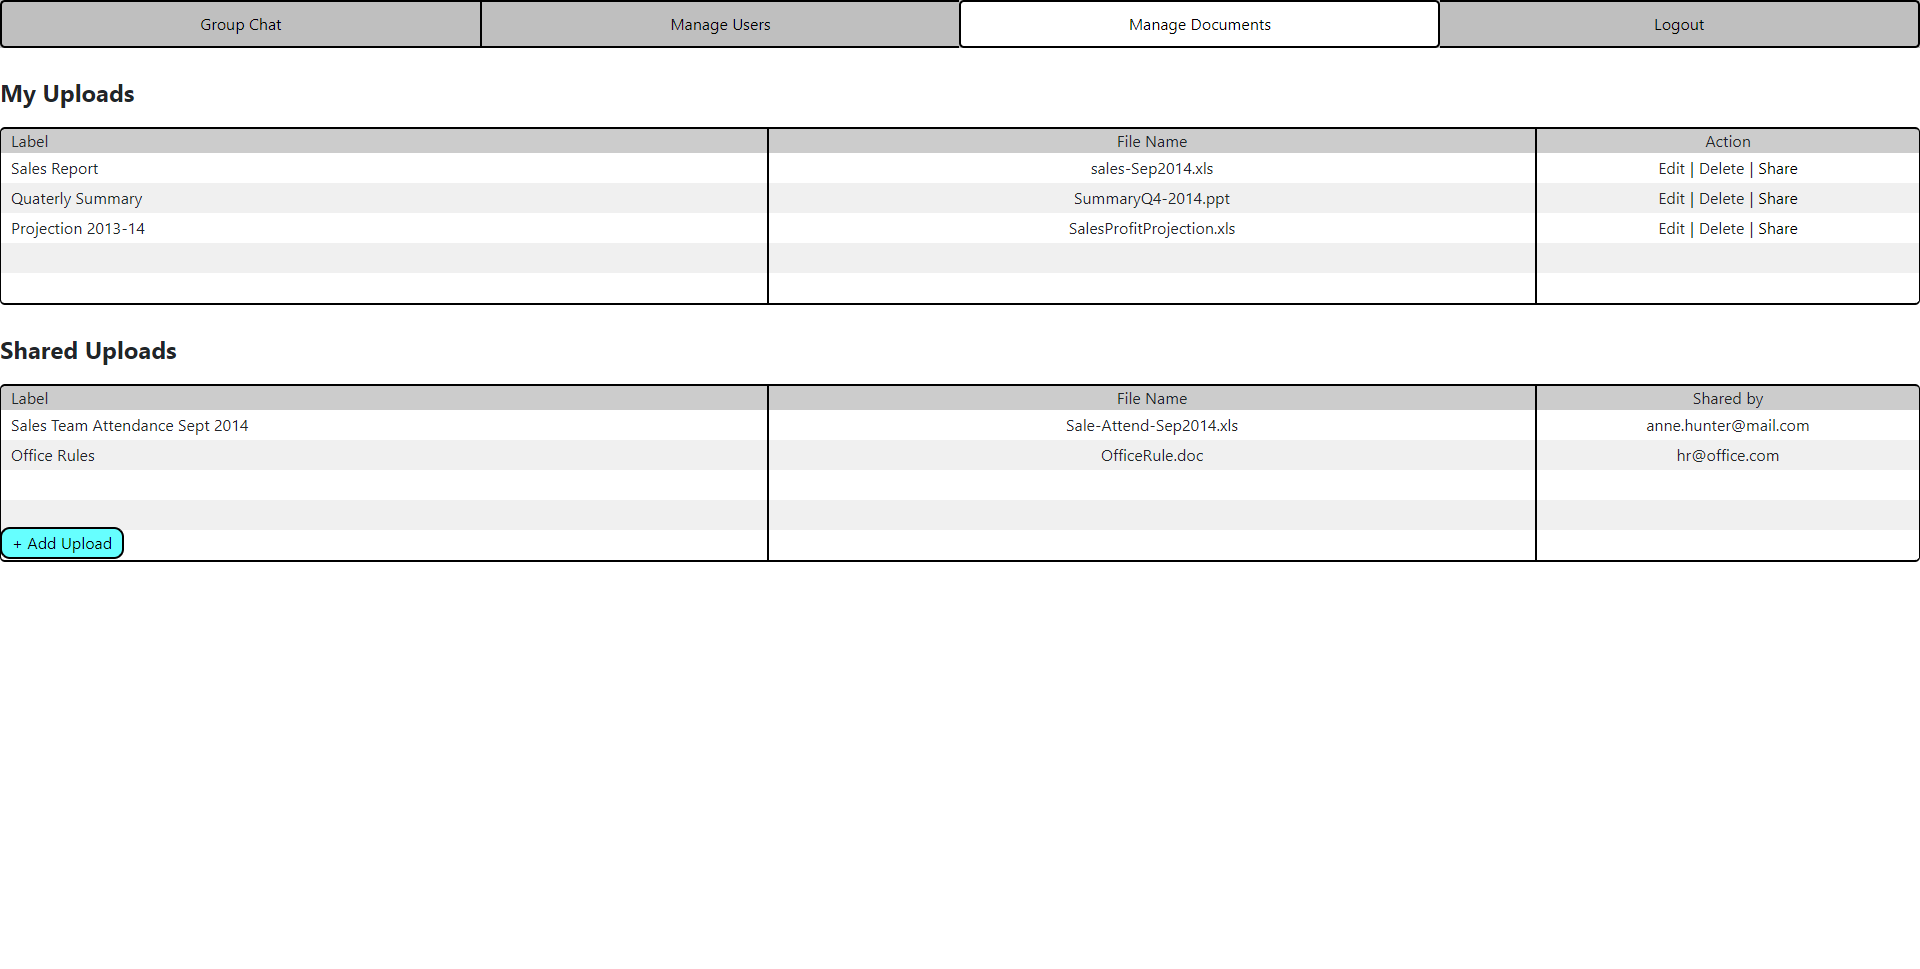 Group Chat Manage Users Manage Documents Logout
My Uploads
Label File Name Action
Sales Report sales-Sep2014.xls Edit | Delete | Share
Quaterly Summary SummaryQ4-2014.ppt Edit | Delete | Share
Projection 2013-14 SalesProfitProjection.xls Edit | Delete | Share
Shared Uploads
Label File Name Shared by
Sales Team Attendance Sept 2014 Sale-Attend-Sep2014.xls anne.hunter@mail.com
Office Rules OfficeRule.doc hr@office.com
+ Add Upload